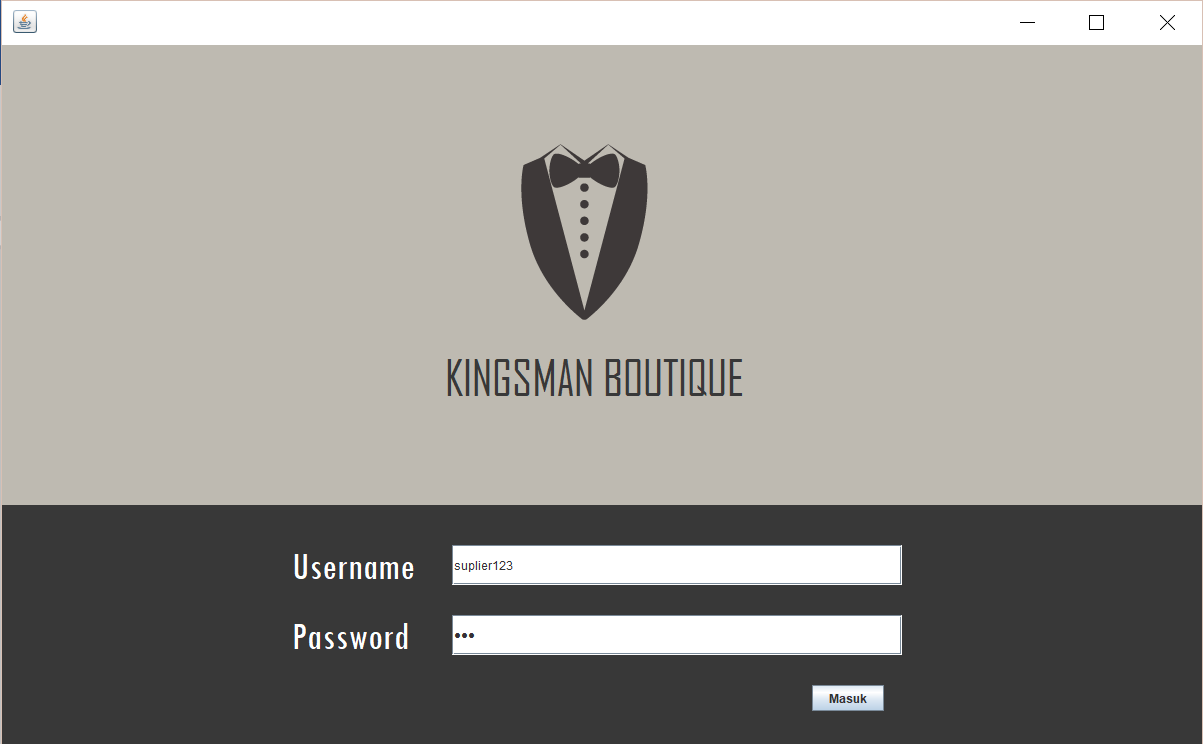 KINGSMAN BOUTIQUE
Username
suplier123
Password
•••
Masuk